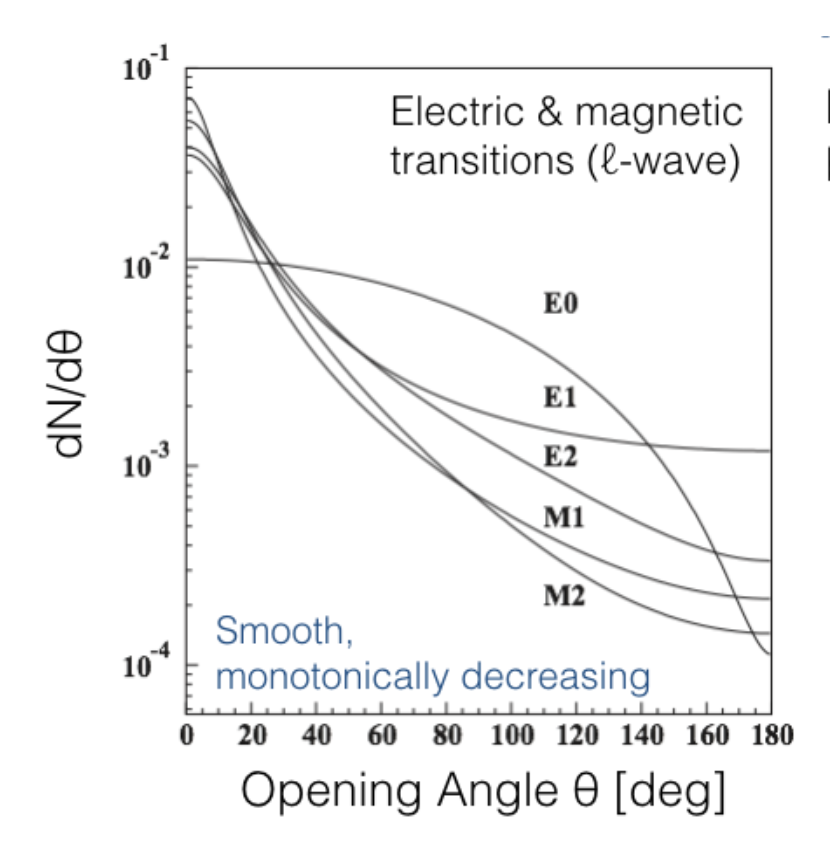 10⁻¹
Electric & magnetic
transitions (ℓ-wave)
10⁻²
E0
dN/dθ
E1
E2
10⁻³
M1
M2
Smooth,
monotonically decreasing
10⁻⁴
0 20 40 60 80 100 120 140 160 180
Opening Angle θ [deg]